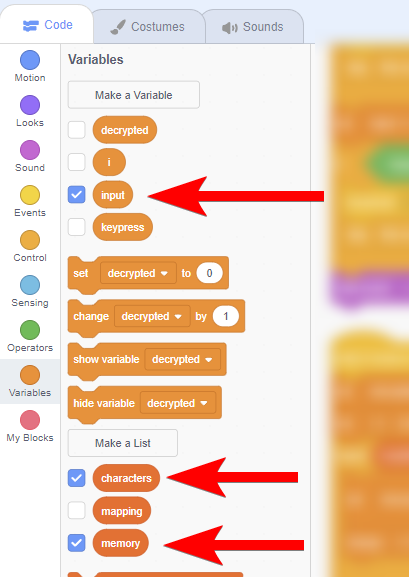 Code
Costumes
Sounds
Motion
Looks
Sound
Events
Control
Sensing
Operators
Variables
My Blocks
Variables
Make a Variable
decrypted
i
input
keypress
set decrypted to 0
change decrypted by 1
show variable decrypted
hide variable decrypted
Make a List
characters
mapping
memory